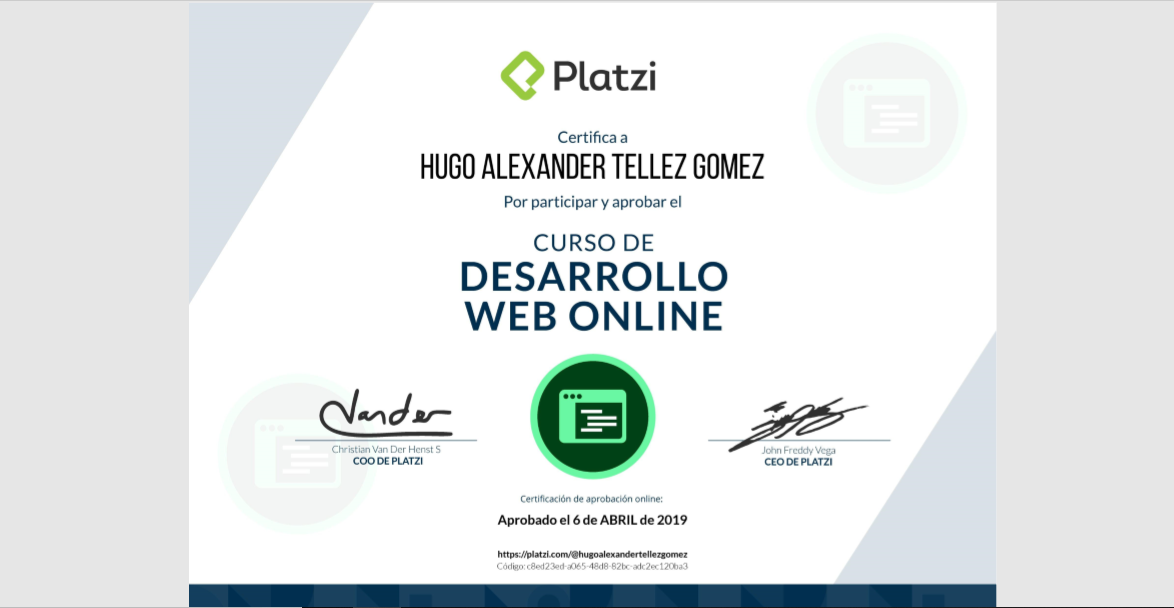 Platzi
Certifica a
HUGO ALEXANDER TELLEZ GOMEZ
Por participar y aprobar el
CURSO DE
DESARROLLO
WEB ONLINE
Vander
Christian Van Der Henst S
COO DE PLATZI
John Freddy Vega
CEO DE PLATZI
Certificación de aprobación online:
Aprobado el 6 de ABRIL de 2019
https://platzi.com/@hugoalexandertellezgomez
Código: c8ed23ed-a065-48d8-82bc-adc2ec120ba3